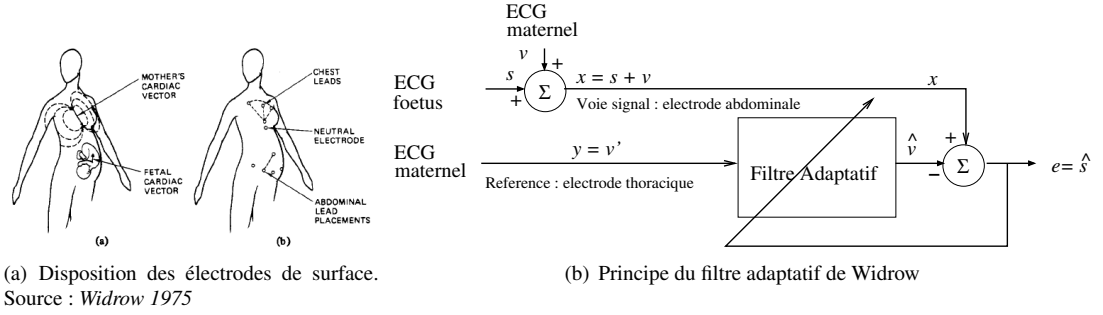 MOTHER'S
CARDIAC
VECTOR
FETAL
CARDIAC
VECTOR
(a)
CHEST
LEADS
NEUTRAL
ELECTRODE
ABDOMINAL
LEAD
PLACEMENTS
(b)
(a) Disposition des électrodes de surface.
Source : Widrow 1975
ECG
maternel
v
+
ECG
foetus
s
+
Σ
x = s + v
Voie signal : electrode abdominale
x
ECG
maternel
y = v'
Reference : electrode thoracique
Filtre Adaptatif
v̂
+
−
Σ
e= ŝ
(b) Principe du filtre adaptatif de Widrow